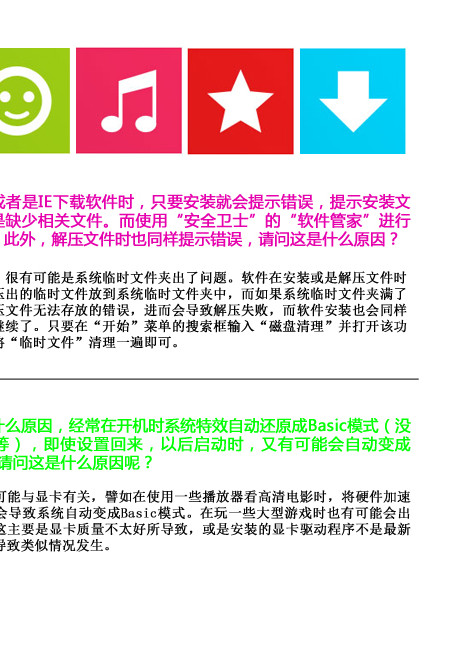 或者是IE下载软件时，只要安装就会提示错误，提示安装文
是缺少相关文件。而使用“安全卫士”的“软件管家”进行
。此外，解压文件时也同样提示错误，请问这是什么原因？
，很有可能是系统临时文件夹出了问题。软件在安装或是解压文件时
压出的临时文件放到系统临时文件夹中，而如果系统临时文件夹满了
压文件无法存放的错误，进而会导致解压失败，而软件安装也会同样
继续了。只要在“开始”菜单的搜索框输入“磁盘清理”并打开该功
将“临时文件”清理一遍即可。
什么原因，经常在开机时系统特效自动还原成Basic模式（没
等），即使设置回来，以后启动时，又有可能会自动变成
请问这是什么原因呢？
可能与显卡有关，譬如在使用一些播放器看高清电影时，将硬件加速
会导致系统自动变成Basic模式。在玩一些大型游戏时也有可能会出
这主要是显卡质量不太好所导致，或是安装的显卡驱动程序不是最新
导致类似情况发生。